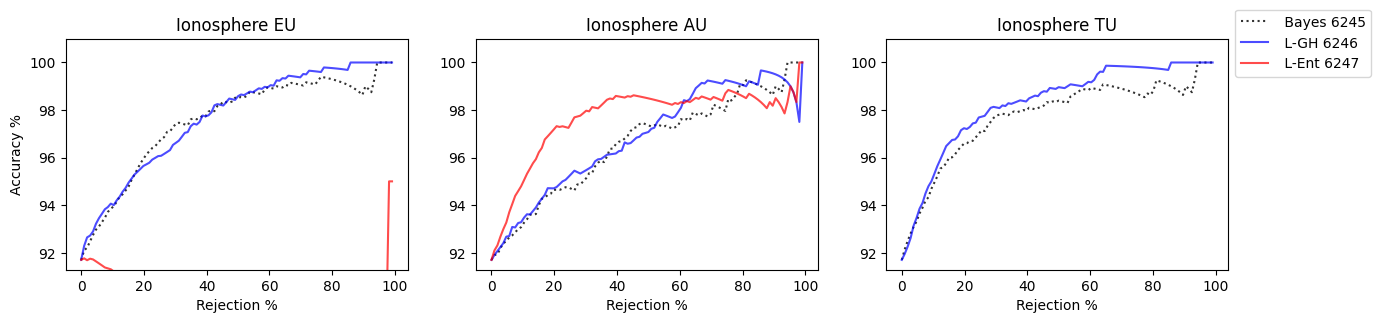 Ionosphere EU
Accuracy %
100
98
96
94
92
0 20 40 60 80 100
Rejection %
Ionosphere AU
100
98
96
94
92
0 20 40 60 80 100
Rejection %
Ionosphere TU
100
98
96
94
92
0 20 40 60 80 100
Rejection %
Bayes 6245
L-GH 6246
L-Ent 6247